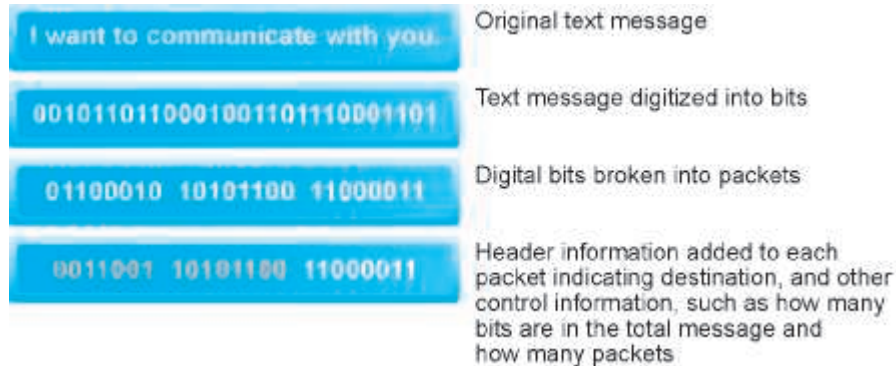 I want to communicate with you.
Original text message
0010110110001001101110001101
Text message digitized into bits
01100010 10101100 11000011
Digital bits broken into packets
0011001 10101100 11000011
Header information added to each
packet indicating destination, and other
control information, such as how many
bits are in the total message and
how many packets